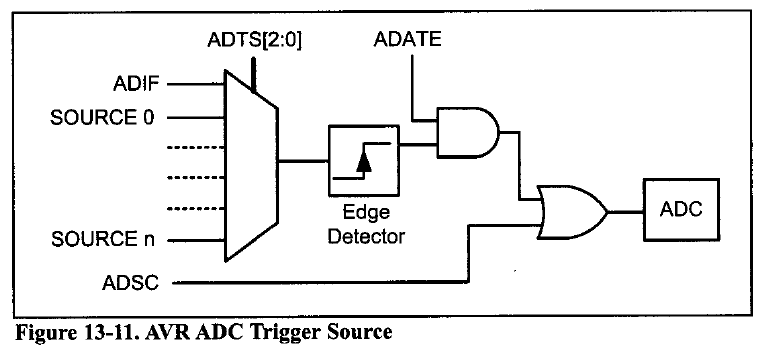 ADTS[2:0]
ADATE
ADIF
SOURCE 0
SOURCE n
Edge
Detector
ADC
ADSC
Figure 13-11. AVR ADC Trigger Source